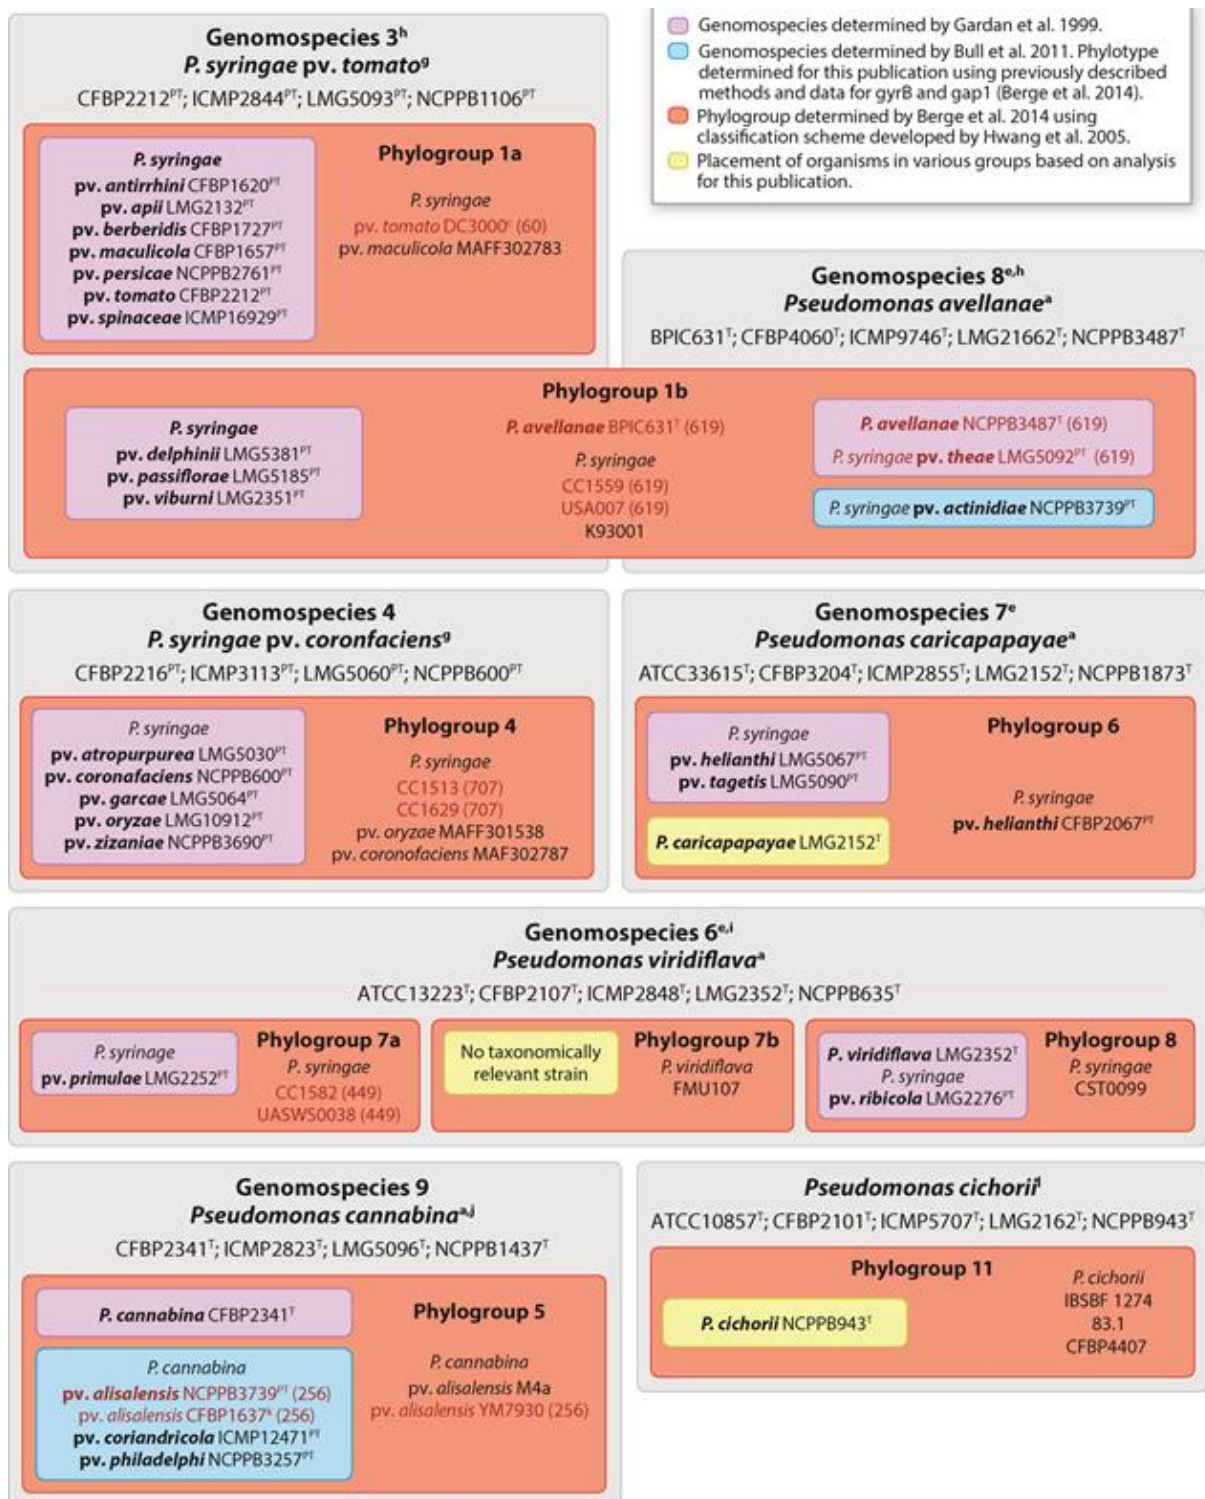 Genomospecies determined by Gardan et al. 1999.
Genomospecies determined by Bull et al. 2011. Phylotype
determined for this publication using previously described
methods and data for gyrB and gap1 (Berge et al. 2014).
Phylogroup determined by Berge et al. 2014 using
classification scheme developed by Hwang et al. 2005.
Placement of organisms in various groups based on analysis
for this publication.
Genomospecies 3ʰ
P. syringae pv. tomatoᵍ
CFBP2212ᴾᵀ; ICMP2844ᴾᵀ; LMG5093ᴾᵀ; NCPPB1106ᴾᵀ
P. syringae
pv. antirrhini CFBP1620ᴾᵀ
pv. apii LMG2132ᴾᵀ
pv. berberidis CFBP1727ᴾᵀ
pv. maculicola CFBP1657ᴾᵀ
pv. persicae NCPPB2761ᴾᵀ
pv. tomato CFBP2212ᴾᵀ
pv. spinaceae ICMP16929ᴾᵀ
Phylogroup 1a
P. syringae
pv. tomato DC3000ᶜ (60)
pv. maculicola MAFF302783
Genomospecies 8ᵉ,ʰ
Pseudomonas avellanaeᵃ
BPIC631ᵀ; CFBP4060ᵀ; ICMP9746ᵀ; LMG21662ᵀ; NCPPB3487ᵀ
Phylogroup 1b
P. syringae
pv. delphinii LMG5381ᴾᵀ
pv. passiflorae LMG5185ᴾᵀ
pv. viburni LMG2351ᴾᵀ
P. avellanae BPIC631ᵀ (619)
P. syringae
CC1559 (619)
USA007 (619)
K93001
P. avellanae NCPPB3487ᵀ (619)
P. syringae pv. theae LMG5092ᴾᵀ (619)
P. syringae pv. actinidiae NCPPB3739ᴾᵀ
Genomospecies 4
P. syringae pv. coronfaciensᵍ
CFBP2216ᴾᵀ; ICMP3113ᴾᵀ; LMG5060ᴾᵀ; NCPPB600ᴾᵀ
P. syringae
pv. atropurpurea LMG5030ᴾᵀ
pv. coronafaciens NCPPB600ᴾᵀ
pv. garcae LMG5064ᴾᵀ
pv. oryzae LMG10912ᴾᵀ
pv. zizaniae NCPPB3690ᴾᵀ
Phylogroup 4
P. syringae
CC1513 (707)
CC1629 (707)
pv. oryzae MAFF301538
pv. coronofaciens MAF302787
Genomospecies 7ᵉ
Pseudomonas caricapapayaeᵃ
ATCC33615ᵀ; CFBP3204ᵀ; ICMP2855ᵀ; LMG2152ᵀ; NCPPB1873ᵀ
P. syringae
pv. helianthi LMG5067ᴾᵀ
pv. tagetis LMG5090ᴾᵀ
P. caricapapayae LMG2152ᵀ
Phylogroup 6
P. syringae
pv. helianthi CFBP2067ᴾᵀ
Genomospecies 6ᵉ,ⁱ
Pseudomonas viridiflavaᵃ
ATCC13223ᵀ; CFBP2107ᵀ; ICMP2848ᵀ; LMG2352ᵀ; NCPPB635ᵀ
P. syrinage
pv. primulae LMG2252ᴾᵀ
Phylogroup 7a
P. syringae
CC1582 (449)
UASWS0038 (449)
No taxonomically
relevant strain
Phylogroup 7b
P. viridiflava
FMU107
P. viridiflava LMG2352ᵀ
P. syringae
pv. ribicola LMG2276ᴾᵀ
Phylogroup 8
P. syringae
CST0099
Genomospecies 9
Pseudomonas cannabinaᵃ,ʲ
CFBP2341ᵀ; ICMP2823ᵀ; LMG5096ᵀ; NCPPB1437ᵀ
P. cannabina CFBP2341ᵀ
P. cannabina
pv. alisalensis NCPPB3739ᴾᵀ (256)
pv. alisalensis CFBP1637ᵏ (256)
pv. coriandricola ICMP12471ᴾᵀ
pv. philadelphi NCPPB3257ᴾᵀ
Phylogroup 5
P. cannabina
pv. alisalensis M4a
pv. alisalensis YM7930 (256)
Pseudomonas cichoriiˡ
ATCC10857ᵀ; CFBP2101ᵀ; ICMP5707ᵀ; LMG2162ᵀ; NCPPB943ᵀ
Phylogroup 11
P. cichorii NCPPB943ᵀ
P. cichorii
IBSBF 1274
83.1
CFBP4407